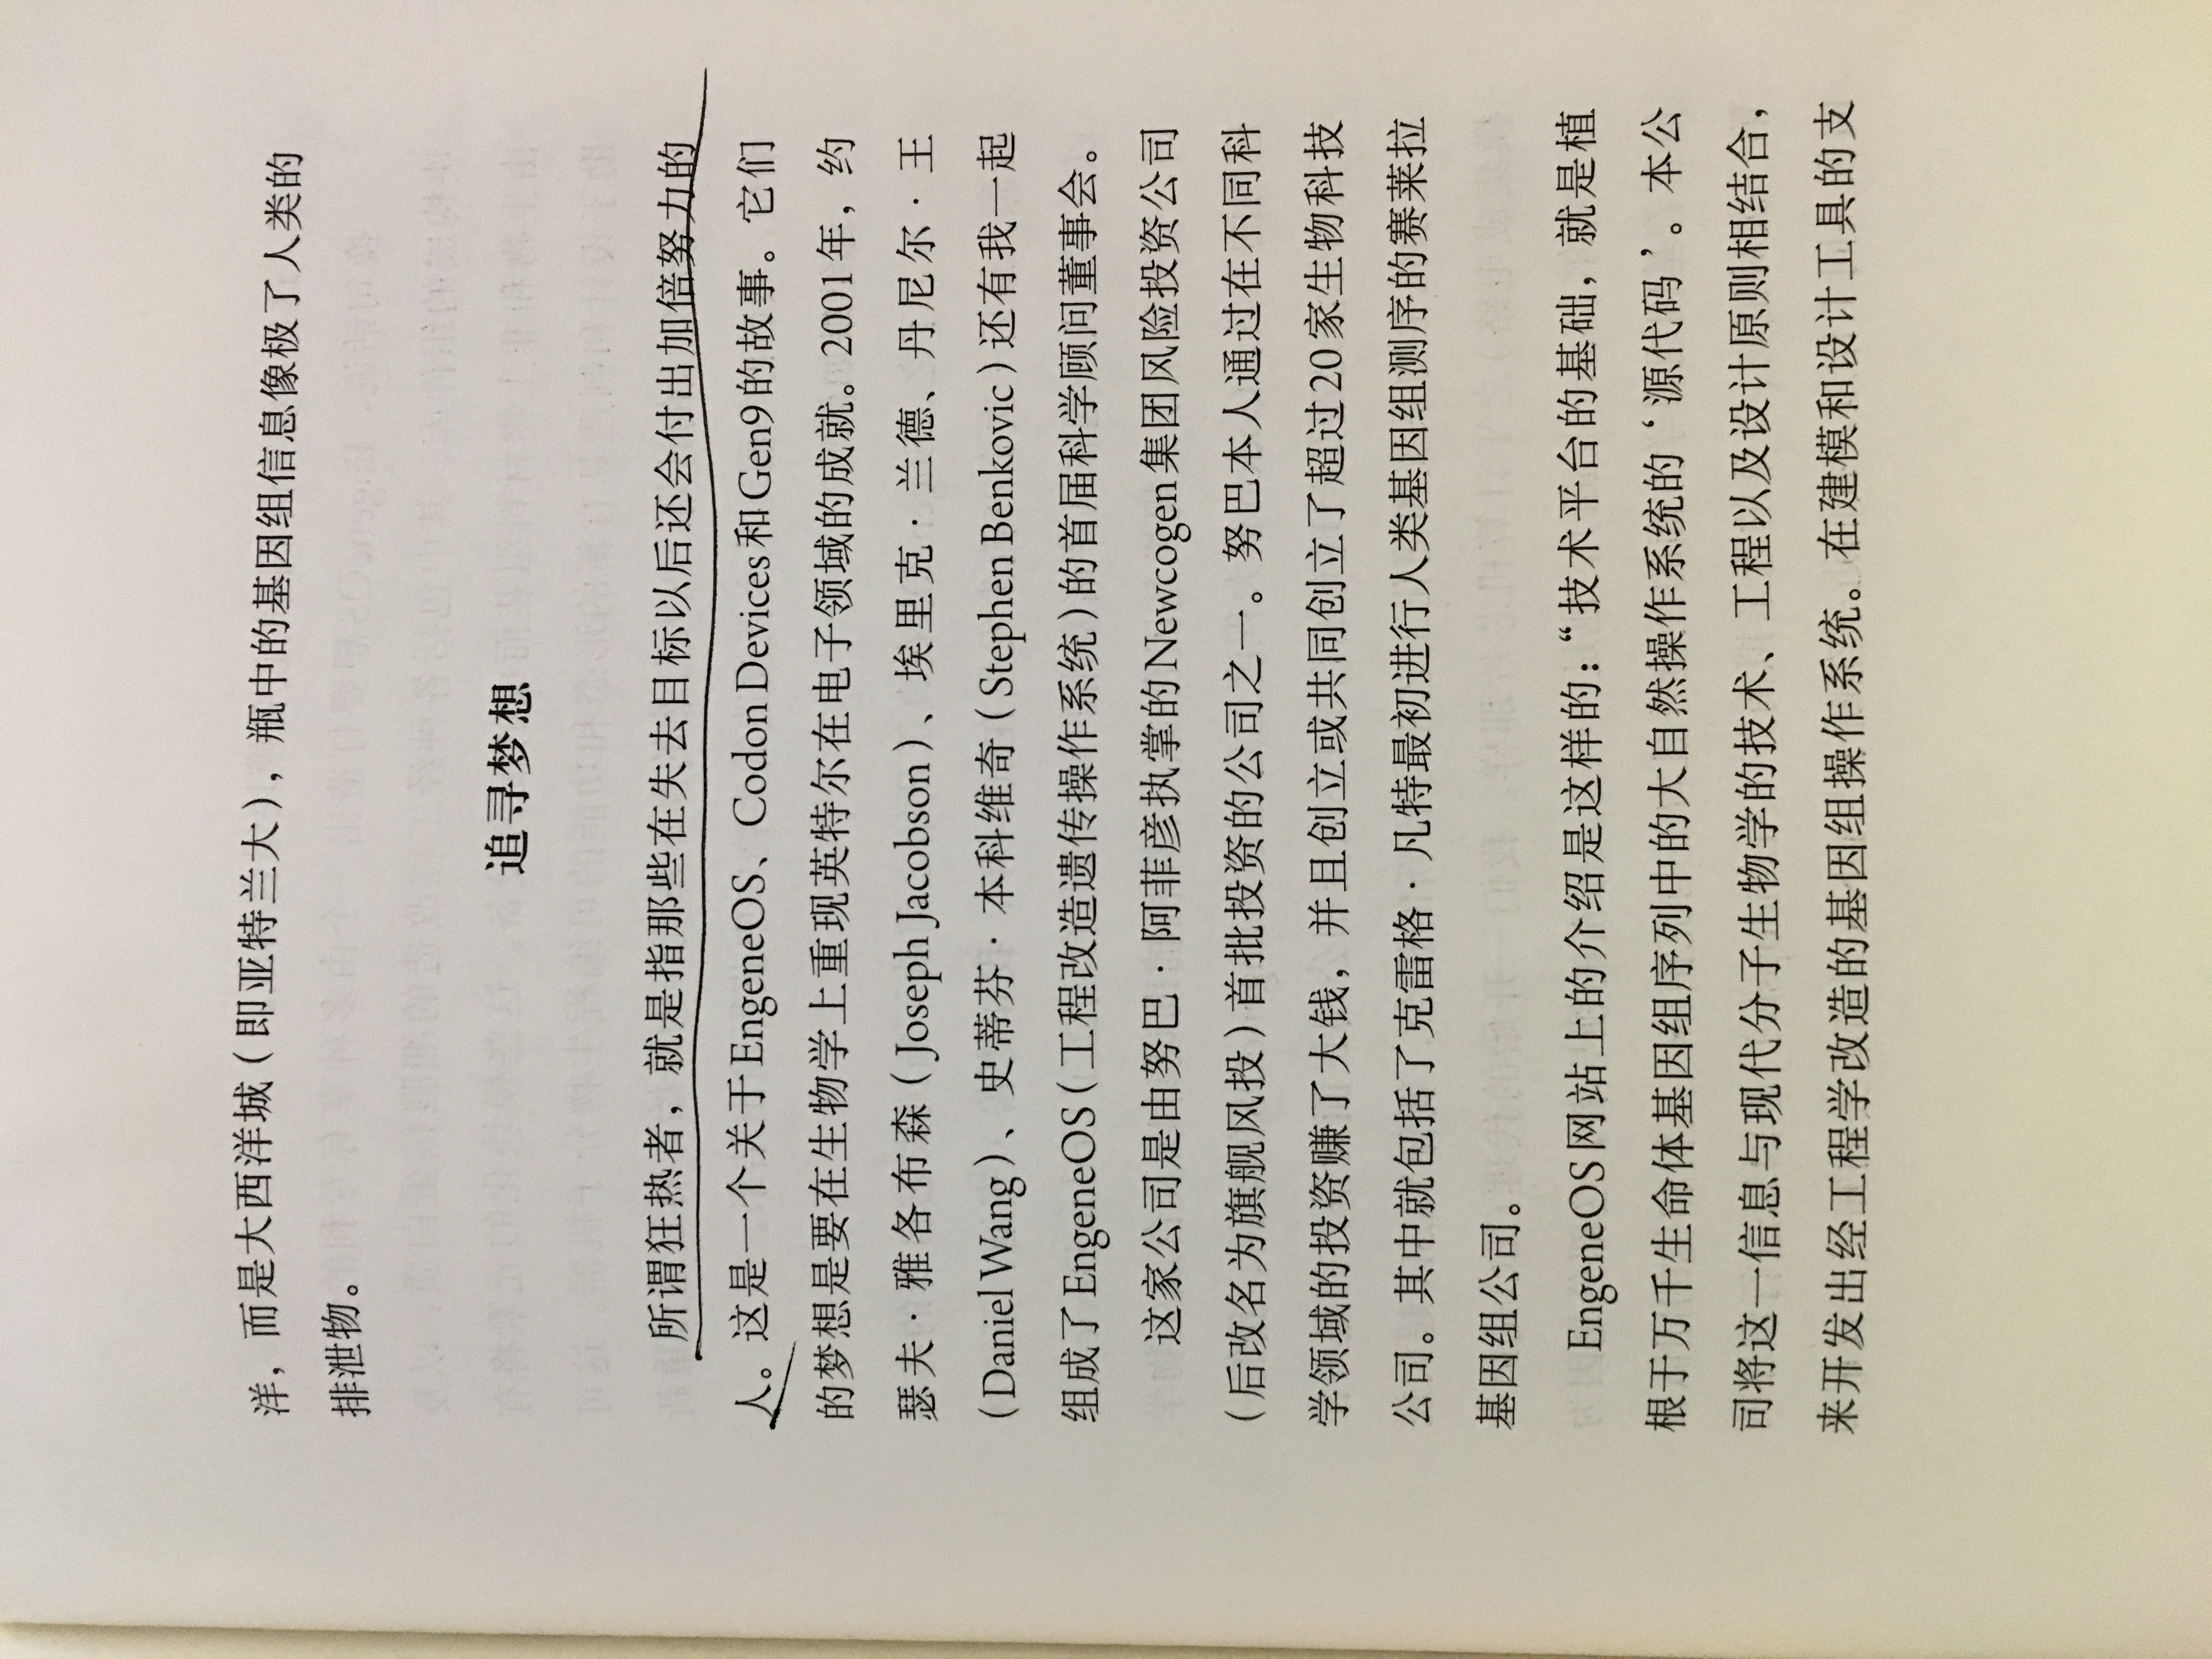 洋，而是大西洋城（即亚特兰大），瓶中的基因组信息像极了人类的
排泄物。
追寻梦想
所谓狂热者，就是指那些在失去目标以后还会付出加倍努力的
人。这是一个关于EngeneOS、Codon Devices和Gen9的故事。它们
的梦想是要在生物学上重现英特尔在电子领域的成就。2001年，约
瑟夫·雅各布森（Joseph Jacobson）、埃里克·兰德、丹尼尔·王
（Daniel Wang）、史蒂芬·本科维奇（Stephen Benkovic）还有我一起
组成了EngeneOS（工程改造遗传操作系统）的首届科学顾问董事会。
这家公司是由努巴·阿菲彦执掌的Newcogen集团风险投资公司
（后改名为旗舰风投）首批投资的公司之一。努巴本人通过在不同科
学领域的投资赚了大钱，并且创立或共同创立了超过20家生物科技
公司。其中就包括了克雷格·凡特最初进行人类基因组测序的赛莱拉
基因组公司。
EngeneOS网站上的介绍是这样的：“技术平台的基础，就是植
根于万千生命体基因组序列中的大自然操作系统的‘源代码’。本公
司将这一信息与现代分子生物学的技术、工程以及设计原则相结合，
来开发出经工程学改造的基因组操作系统。在建模和设计工具的支